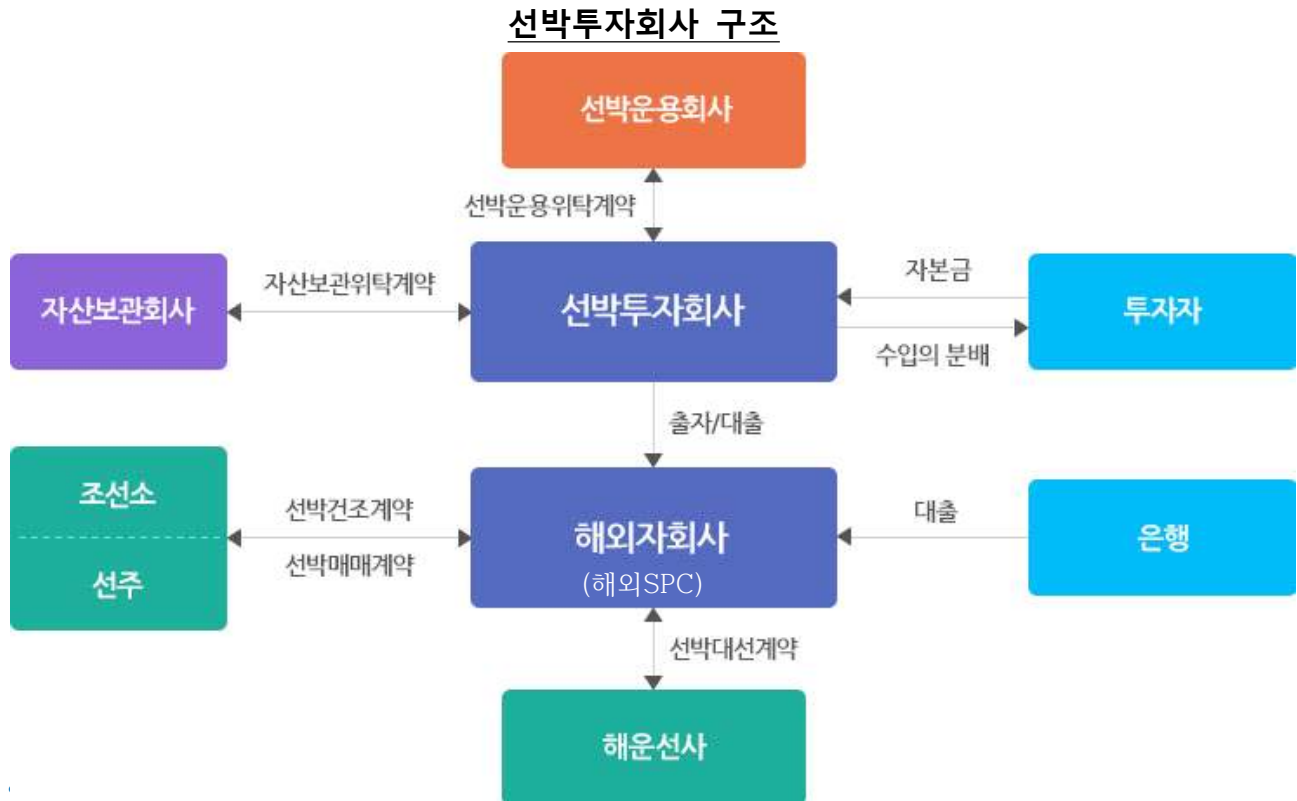 선박투자회사 구조
선박운용회사
선박운용위탁계약
자산보관회사
자산보관위탁계약
선박투자회사
자본금
수입의 분배
투자자
출자/대출
조선소
선주
선박건조계약
선박매매계약
해외자회사
(해외SPC)
대출
은행
선박대선계약
해운선사